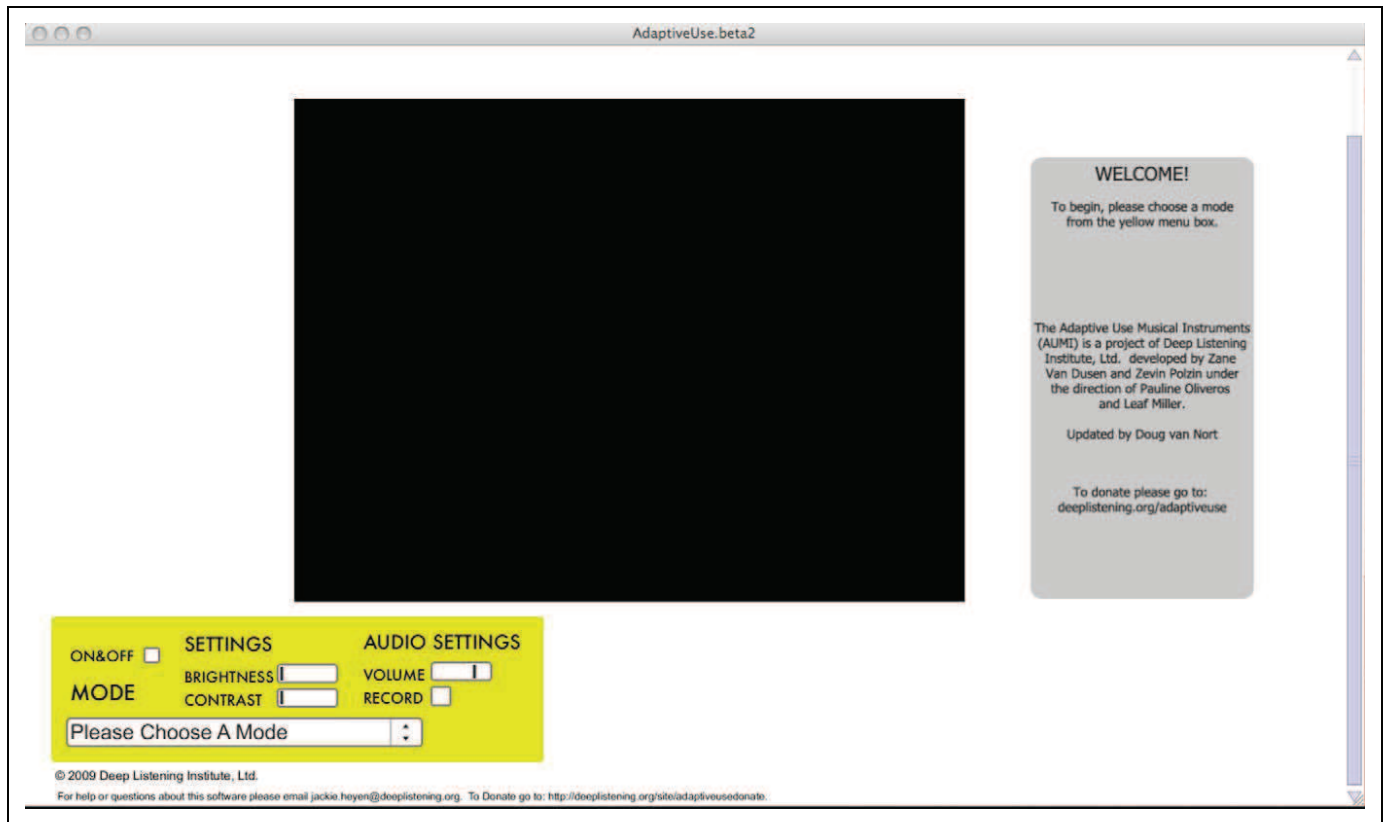 AdaptiveUse.beta2
WELCOME!
To begin, please choose a mode
from the yellow menu box.
The Adaptive Use Musical Instruments
(AUMI) is a project of Deep Listening
Institute, Ltd. developed by Zane
Van Dusen and Zevin Polzin under
the direction of Pauline Oliveros
and Leaf Miller.
Updated by Doug van Nort
To donate please go to:
deeplistening.org/adaptiveuse
ON&OFF
MODE
SETTINGS
BRIGHTNESS
CONTRAST
AUDIO SETTINGS
VOLUME
RECORD
Please Choose A Mode
© 2009 Deep Listening Institute, Ltd.
For help or questions about this software please email jackie.heyen@deeplistening.org. To Donate go to: http://deeplistening.org/site/adaptiveusedonate.